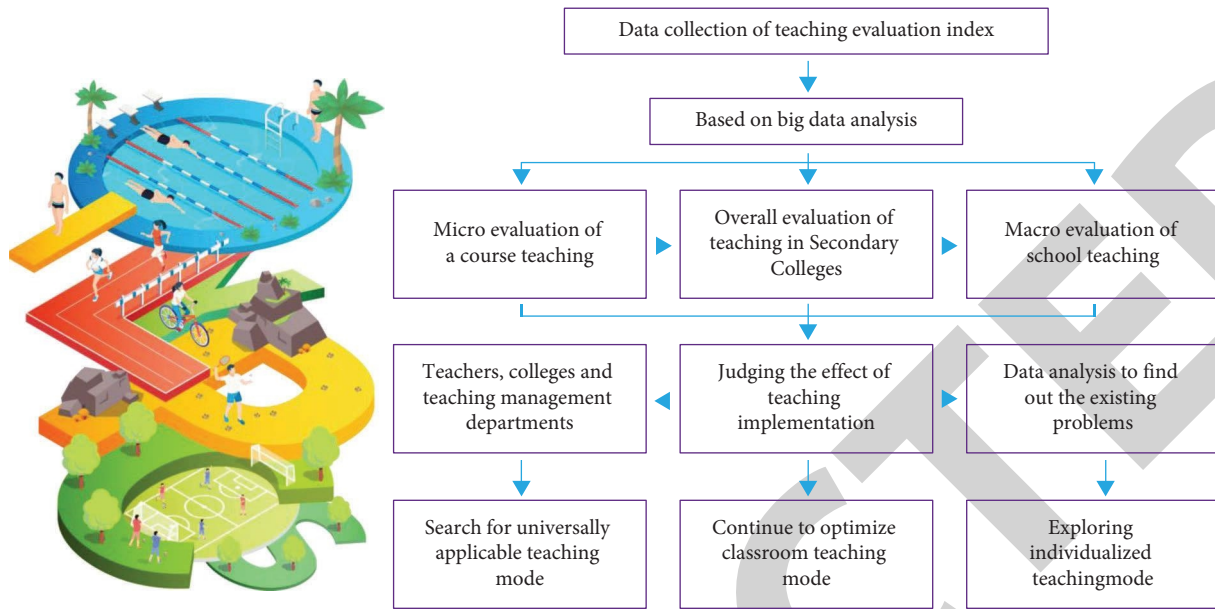 Data collection of teaching evaluation index
Based on big data analysis
Micro evaluation of
a course teaching
Overall evaluation of
teaching in Secondary
Colleges
Macro evaluation of
school teaching
Teachers, colleges and
teaching management
departments
Judging the effect of
teaching
implementation
Data analysis to find
out the existing
problems
Search for universally
applicable teaching
mode
Continue to optimize
classroom teaching
mode
Exploring
individualized
teachingmode
CTED